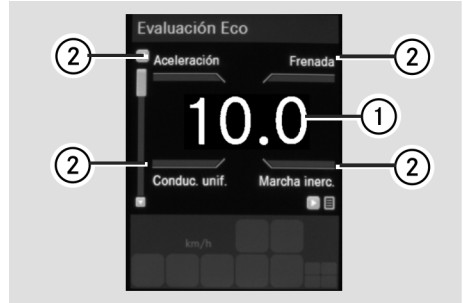 Evaluación Eco
2 Aceleración Frenada 2
10.0 1
2 Conduc. unif. Marcha inerc. 2
km/h